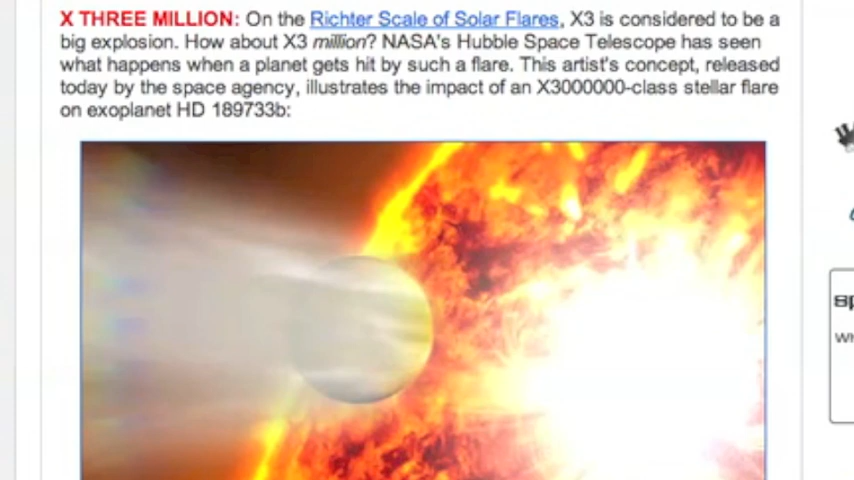 X THREE MILLION: On the Richter Scale of Solar Flares, X3 is considered to be a
big explosion. How about X3 million? NASA's Hubble Space Telescope has seen
what happens when a planet gets hit by such a flare. This artist's concept, released
today by the space agency, illustrates the impact of an X3000000-class stellar flare
on exoplanet HD 189733b: